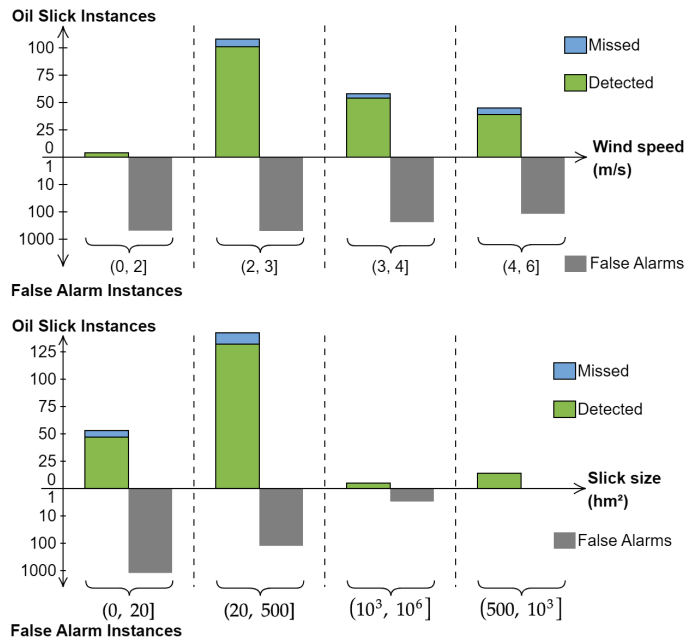 Oil Slick Instances
100
75
50
25
0
1
10
100
1000
Missed
Detected
Wind speed
(m/s)
(0, 2]
(2, 3]
(3, 4]
(4, 6]
False Alarms
False Alarm Instances
Oil Slick Instances
125
100
75
50
25
0
1
10
100
1000
Missed
Detected
Slick size
(hm²)
False Alarms
(0, 20]
(20, 500]
(10³, 10⁶]
(500, 10³]
False Alarm Instances